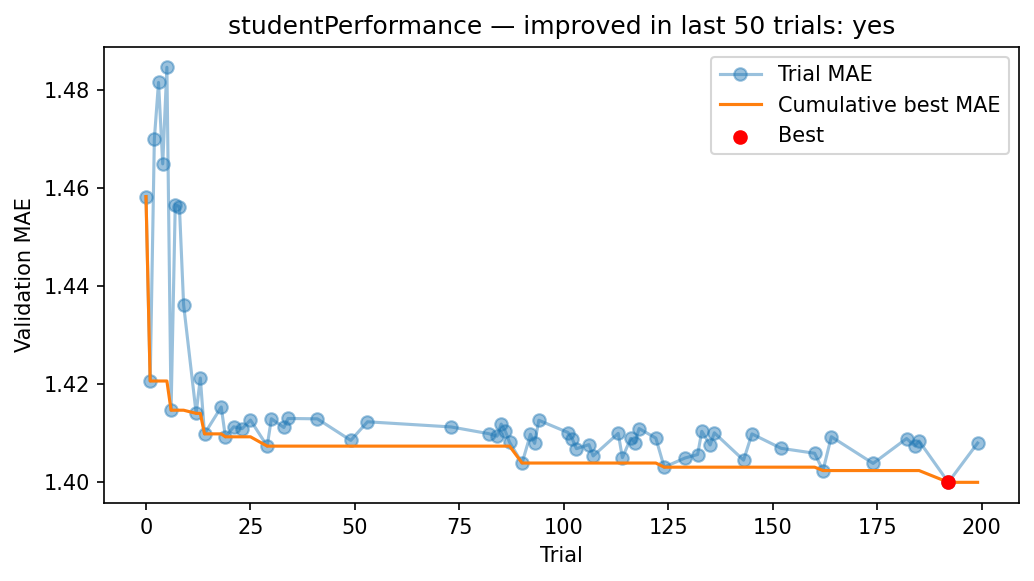 studentPerformance — improved in last 50 trials: yes
Trial MAE
Cumulative best MAE
Best
Validation MAE
1.48
1.46
1.44
1.42
1.40
0
25
50
75
100
125
150
175
200
Trial